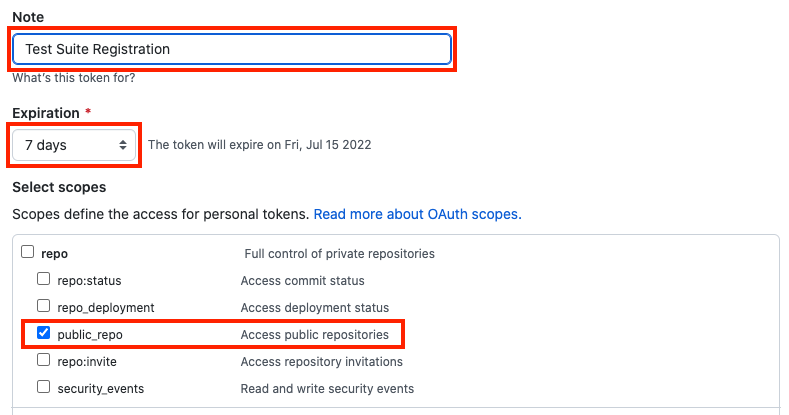 Note
Test Suite Registration
What's this token for?
Expiration *
7 days The token will expire on Fri, Jul 15 2022
Select scopes
Scopes define the access for personal tokens. Read more about OAuth scopes.
repo Full control of private repositories
repo:status Access commit status
repo_deployment Access deployment status
public_repo Access public repositories
repo:invite Access repository invitations
security_events Read and write security events